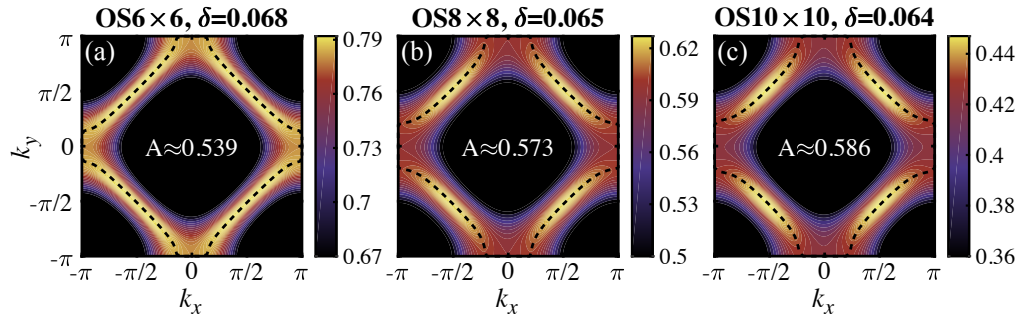 OS6×6, δ=0.068
OS8×8, δ=0.065
OS10×10, δ=0.064
(a)
(b)
(c)
A≈0.539
A≈0.573
A≈0.586
π
π/2
0
-π/2
-π
k_y
-π
-π/2
0
π/2
π
k_x
0.79
0.76
0.73
0.7
0.67
-π
-π/2
0
π/2
π
k_x
0.62
0.59
0.56
0.53
0.5
-π
-π/2
0
π/2
π
k_x
0.44
0.42
0.4
0.38
0.36